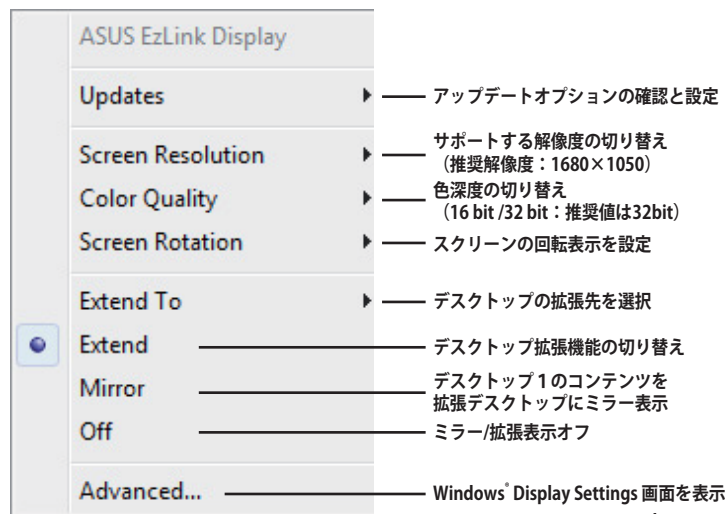 ASUS EzLink Display
Updates
アップデートオプションの確認と設定
Screen Resolution
サポートする解像度の切り替え
（推奨解像度：1680×1050）
Color Quality
色深度の切り替え
（16 bit /32 bit：推奨値は32bit）
Screen Rotation
スクリーンの回転表示を設定
Extend To
デスクトップの拡張先を選択
Extend
デスクトップ拡張機能の切り替え
Mirror
デスクトップ１のコンテンツを
拡張デスクトップにミラー表示
Off
ミラー/拡張表示オフ
Advanced...
Windows® Display Settings 画面を表示